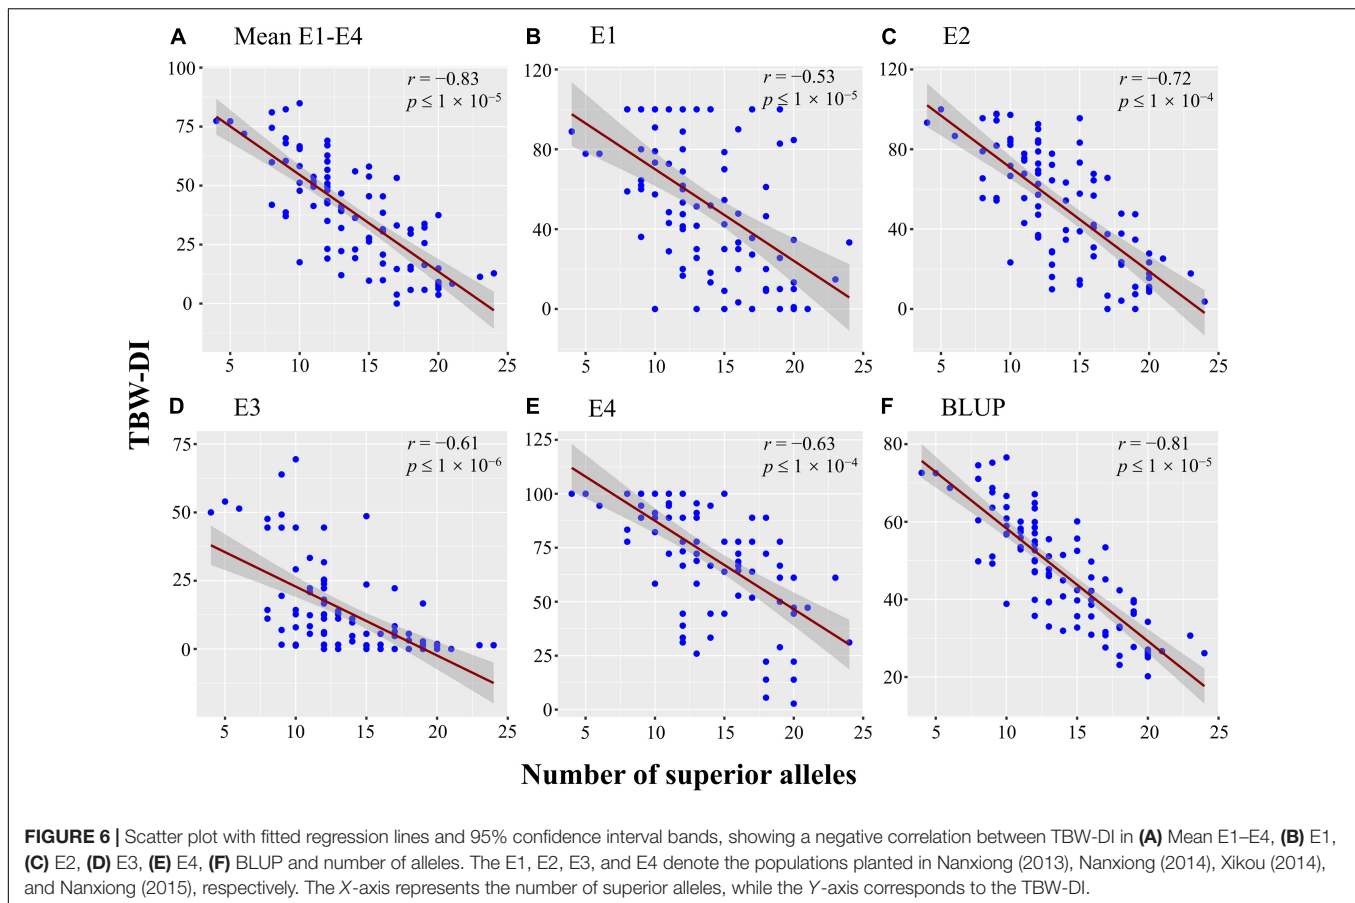 A Mean E1-E4
r = −0.83
p ≤ 1 × 10⁻⁵
100
75
50
25
0
5 10 15 20 25
B E1
r = −0.53
p ≤ 1 × 10⁻⁵
120
80
40
0
5 10 15 20 25
C E2
r = −0.72
p ≤ 1 × 10⁻⁴
120
80
40
0
5 10 15 20 25
TBW-DI
D E3
r = −0.61
p ≤ 1 × 10⁻⁶
75
50
25
0
5 10 15 20 25
E E4
r = −0.63
p ≤ 1 × 10⁻⁴
125
100
75
50
25
0
5 10 15 20 25
F BLUP
r = −0.81
p ≤ 1 × 10⁻⁵
80
60
40
20
5 10 15 20 25
Number of superior alleles
FIGURE 6 | Scatter plot with fitted regression lines and 95% confidence interval bands, showing a negative correlation between TBW-DI in (A) Mean E1–E4, (B) E1,
(C) E2, (D) E3, (E) E4, (F) BLUP and number of alleles. The E1, E2, E3, and E4 denote the populations planted in Nanxiong (2013), Nanxiong (2014), Xikou (2014),
and Nanxiong (2015), respectively. The X-axis represents the number of superior alleles, while the Y-axis corresponds to the TBW-DI.